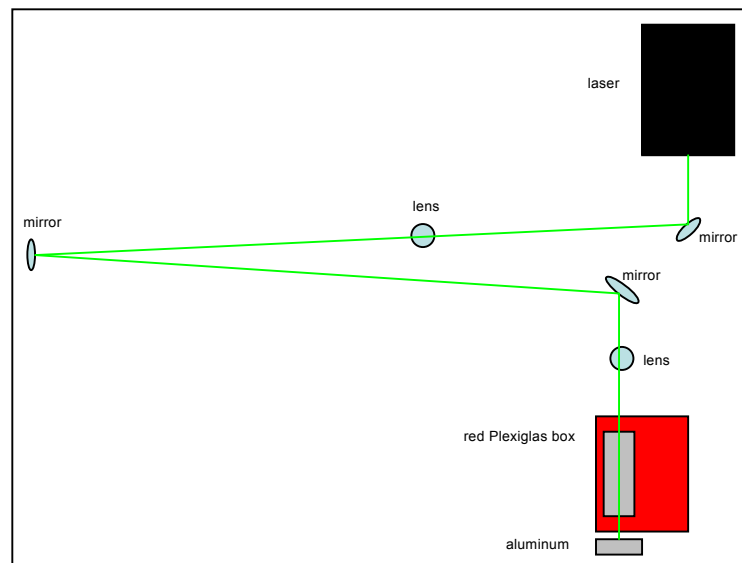 laser
lens
mirror
mirror
mirror
lens
red Plexiglas box
aluminum